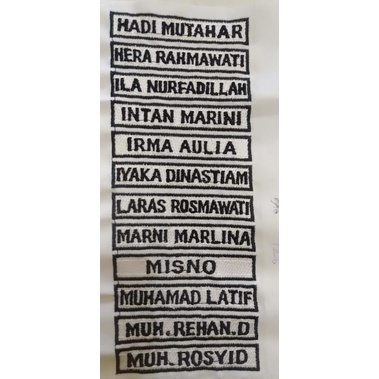 HADI MUTAHAR
HERA RAHMAWATI
ILA NURFADILLAH
INTAN MARINI
IRMA AULIA
IYAKA DINASTIAM
LARAS ROSMAWATI
MARNI MARLINA
MISNO
MUHAMAD LATIF
MUH. REHAN.D
MUH. ROSYID